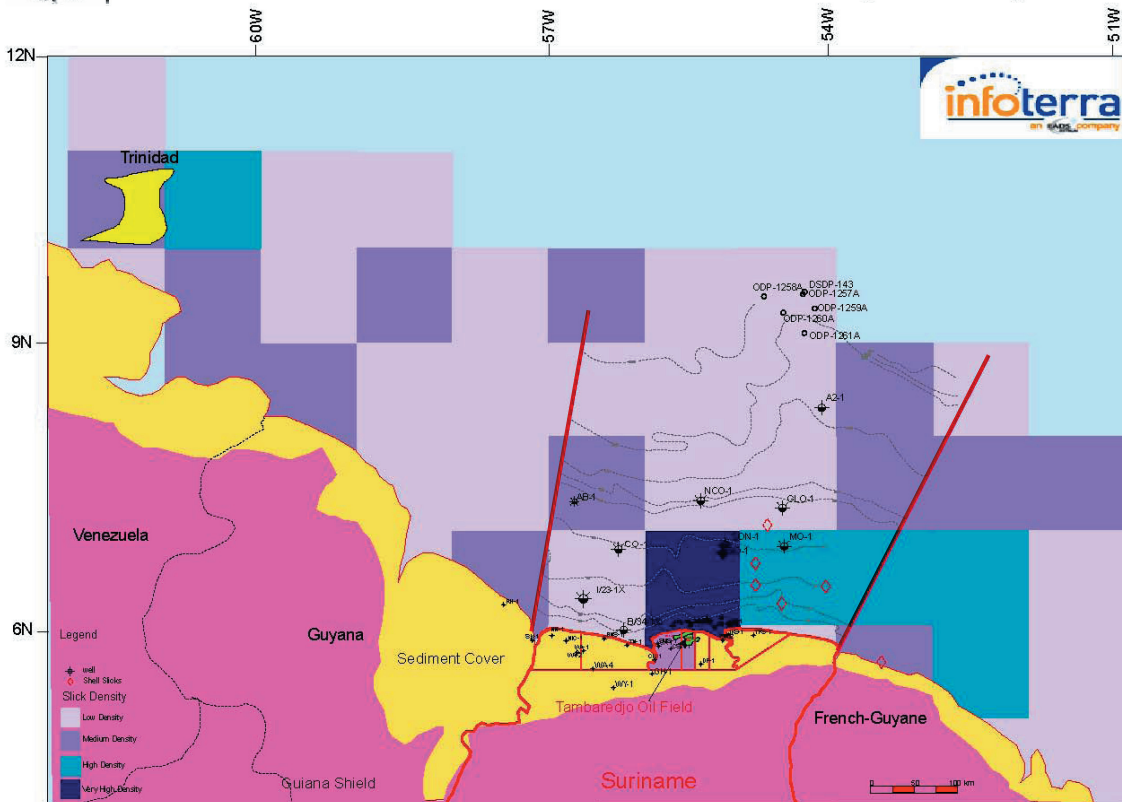 60W
57W
54W
51W
12N
9N
6N
infoterra
an EADS company
Trinidad
ODP-1258A
DSDP-143
ODP-1257A
ODP-1259A
ODP-1260A
ODP-1261A
A2-1
AB-1
NCO-1
GLO-1
CO-1
MO-1
I/23-1X
Venezuela
Guyana
Sediment Cover
WA-4
WY-1
Tambaredjo Oil Field
French-Guyane
Guiana Shield
Suriname
0 50 100 km
Legend
well
Shell Slicks
Slick Density
Low Density
Medium Density
High Density
Very High Density